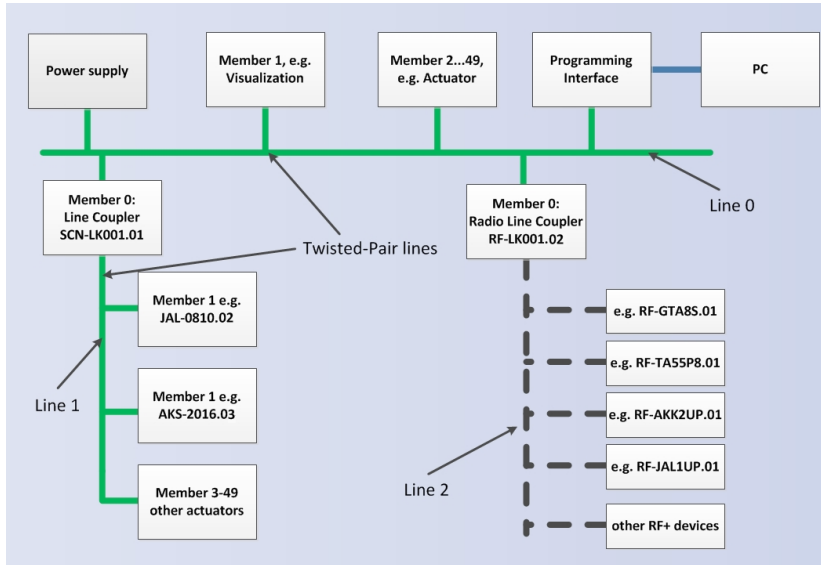 Power supply
Member 1, e.g.
Visualization
Member 2...49,
e.g. Actuator
Programming
Interface
PC
Line 0
Member 0:
Line Coupler
SCN-LK001.01
Member 0:
Radio Line Coupler
RF-LK001.02
Twisted-Pair lines
Member 1 e.g.
JAL-0810.02
Line 1
Member 1 e.g.
AKS-2016.03
Member 3-49
other actuators
e.g. RF-GTA8S.01
e.g. RF-TA55P8.01
e.g. RF-AKK2UP.01
e.g. RF-JAL1UP.01
Line 2
other RF+ devices